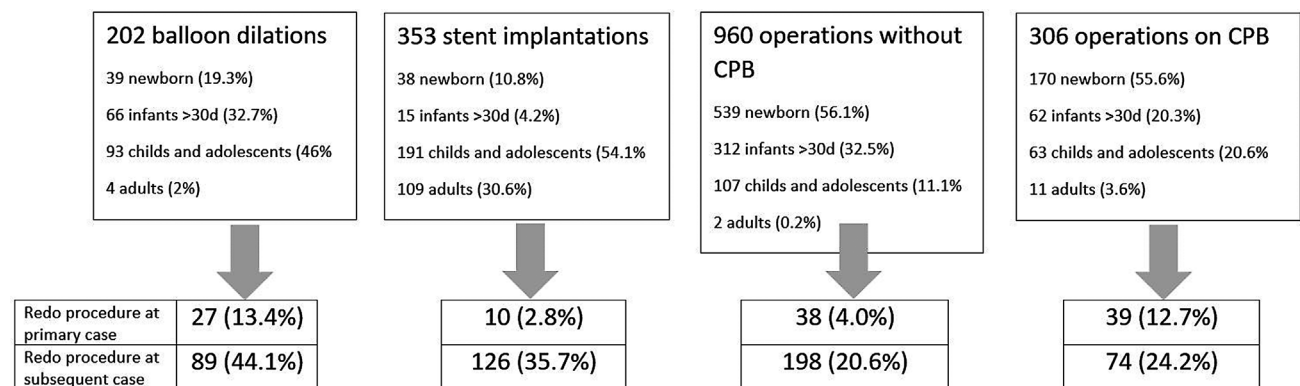 202 balloon dilations
39 newborn (19.3%)
66 infants >30d (32.7%)
93 childs and adolescents (46%
4 adults (2%)
353 stent implantations
38 newborn (10.8%)
15 infants >30d (4.2%)
191 childs and adolescents (54.1%
109 adults (30.6%)
960 operations without
CPB
539 newborn (56.1%)
312 infants >30d (32.5%)
107 childs and adolescents (11.1%
2 adults (0.2%)
306 operations on CPB
170 newborn (55.6%)
62 infants >30d (20.3%)
63 childs and adolescents (20.6%
11 adults (3.6%)
Redo procedure at
primary case
27 (13.4%)
10 (2.8%)
38 (4.0%)
39 (12.7%)
Redo procedure at
subsequent case
89 (44.1%)
126 (35.7%)
198 (20.6%)
74 (24.2%)